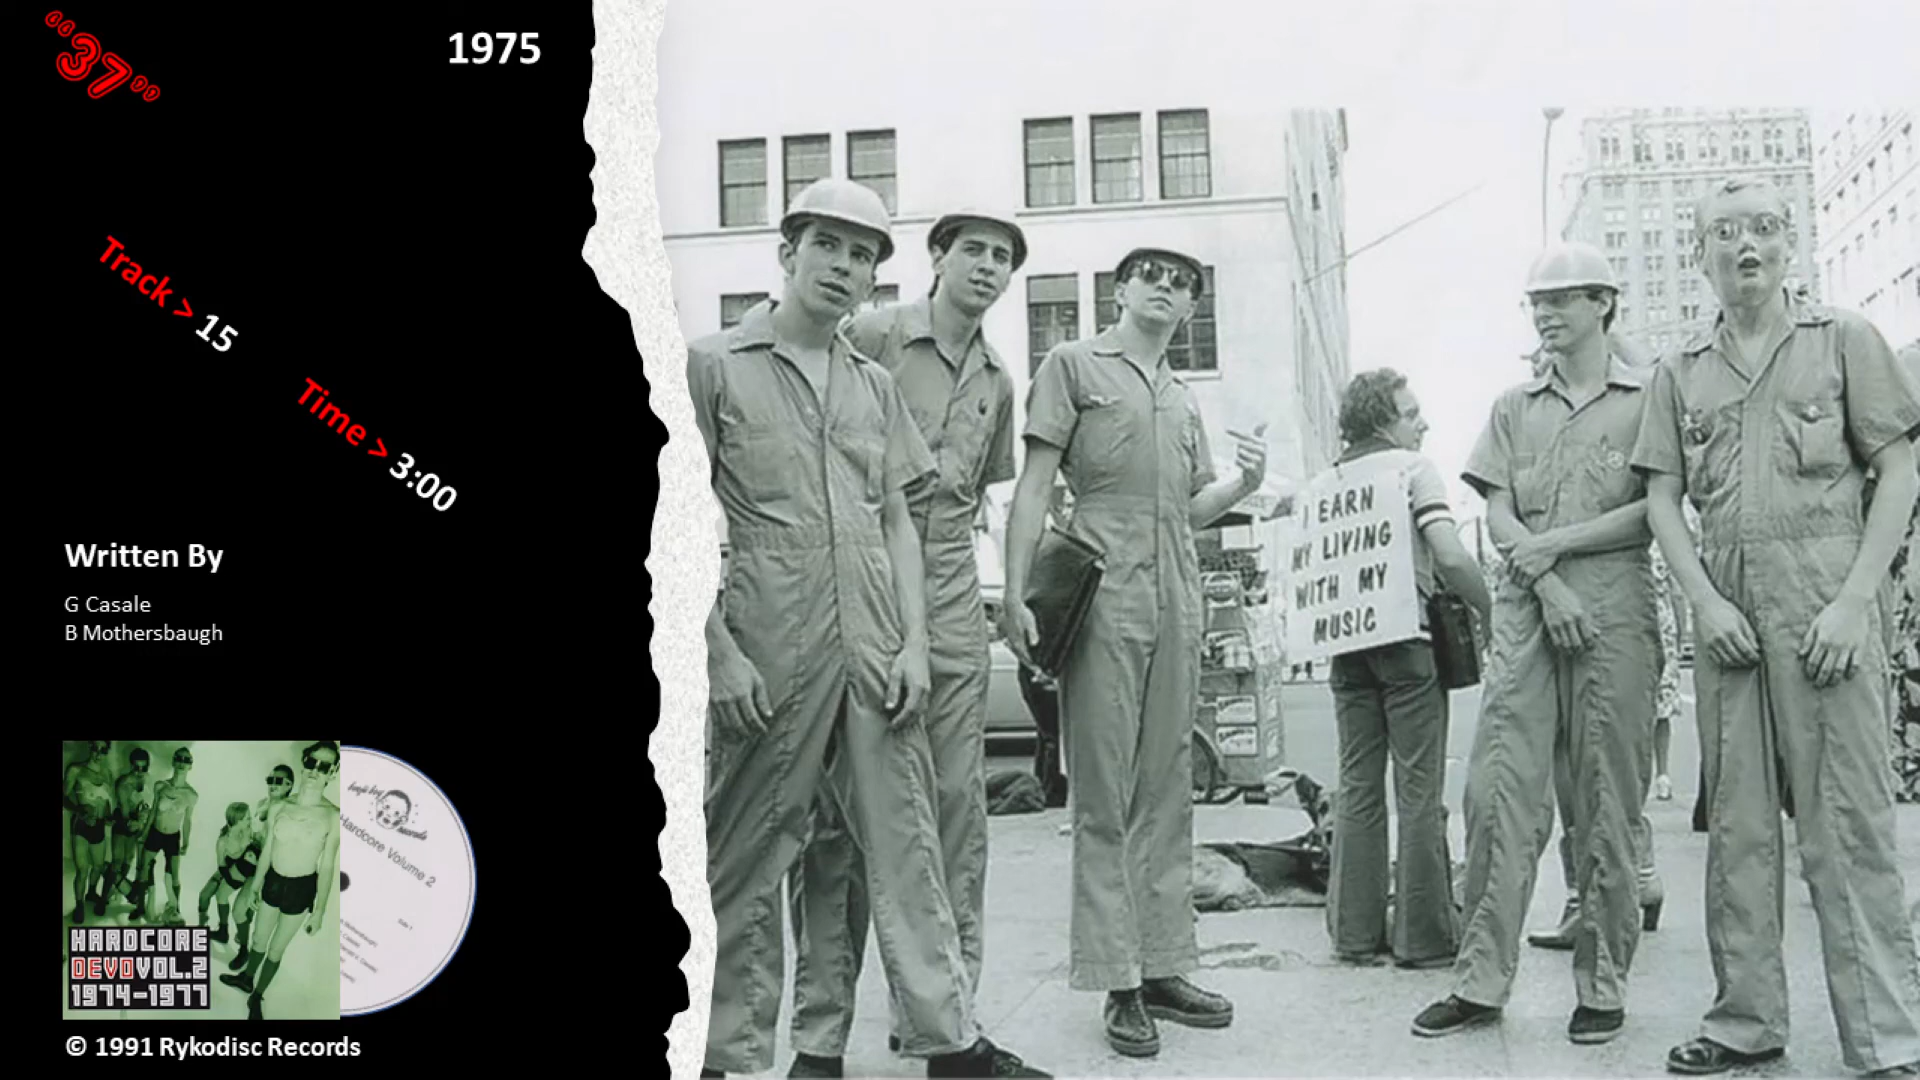 "37"
1975
Track > 15
Time > 3:00
Written By
G Casale
B Mothersbaugh
I EARN
MY LIVING
WITH MY
MUSIC
HARDCORE
DEVO VOL.2
1974-1977
Hardcore Volume 2
© 1991 Rykodisc Records